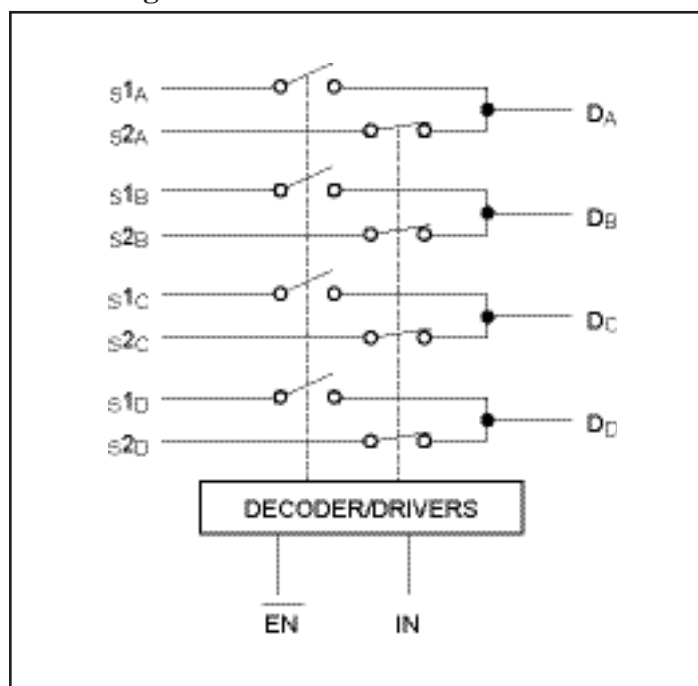 S1A
S2A
DA
S1B
S2B
DB
S1C
S2C
DC
S1D
S2D
DD
DECODER/DRIVERS
EN
IN